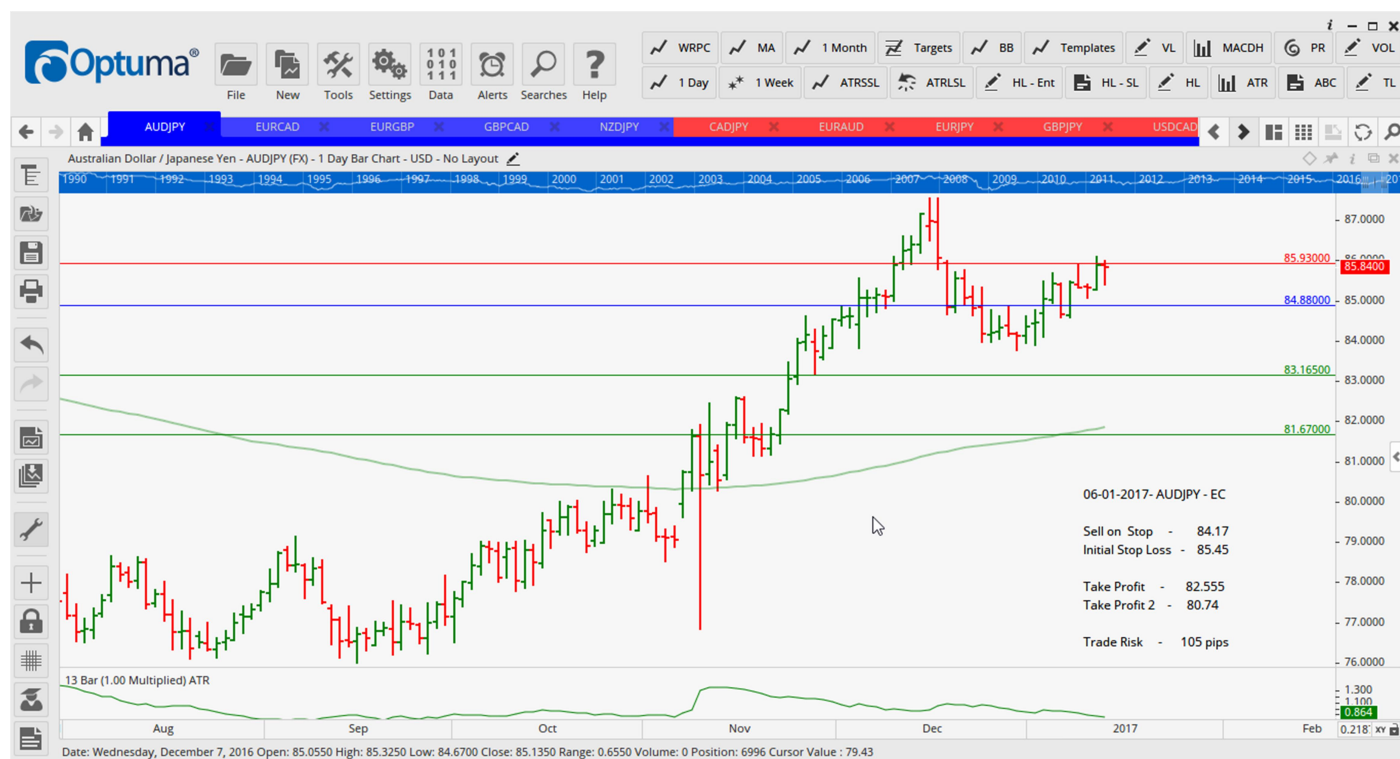 Optuma®
File
New
Tools
Settings
Data
Alerts
Searches
Help
WRPC MA 1 Month Targets BB Templates VL MACDH PR VOL
1 Day 1 Week ATRSSL ATRLSL HL - Ent HL - SL HL ATR ABC TL
AUDJPY EURCAD EURGBP GBPCAD NZDJPY CADJPY EURAUD EURJPY GBPJPY USDCAD
Australian Dollar / Japanese Yen - AUDJPY (FX) - 1 Day Bar Chart - USD - No Layout
1990 1991 1992 1993 1994 1995 1996 1997 1998 1999 2000 2001 2002 2003 2004 2005 2006 2007 2008 2009 2010 2011 2012 2013 2014 2015 2016
87.0000
85.93000
85.8400
85.0000
84.88000
84.0000
83.16500
83.0000
82.0000
81.67000
81.0000
80.0000
79.0000
78.0000
77.0000
76.0000
06-01-2017- AUDJPY - EC
Sell on Stop - 84.17
Initial Stop Loss - 85.45
Take Profit - 82.555
Take Profit 2 - 80.74
Trade Risk - 105 pips
13 Bar (1.00 Multiplied) ATR
1.300
1.100
0.864
Aug Sep Oct Nov Dec 2017 Feb
XY
Date: Wednesday, December 7, 2016 Open: 85.0550 High: 85.3250 Low: 84.6700 Close: 85.1350 Range: 0.6550 Volume: 0 Position: 6996 Cursor Value : 79.43